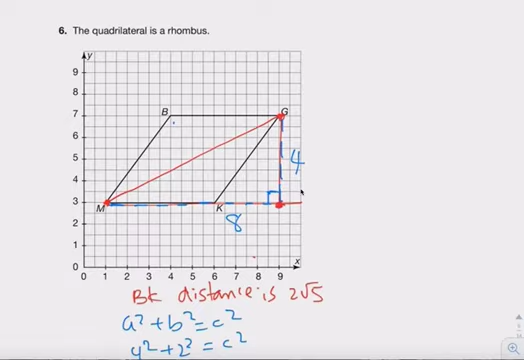 6. The quadrilateral is a rhombus.
y
9
8
B
G
7
6
5
4
4
3
M
K
2
8
1
x
0
0 1 2 3 4 5 6 7 8 9
BK distance is 2√5
a²+b²=c²
4²+2²=c²